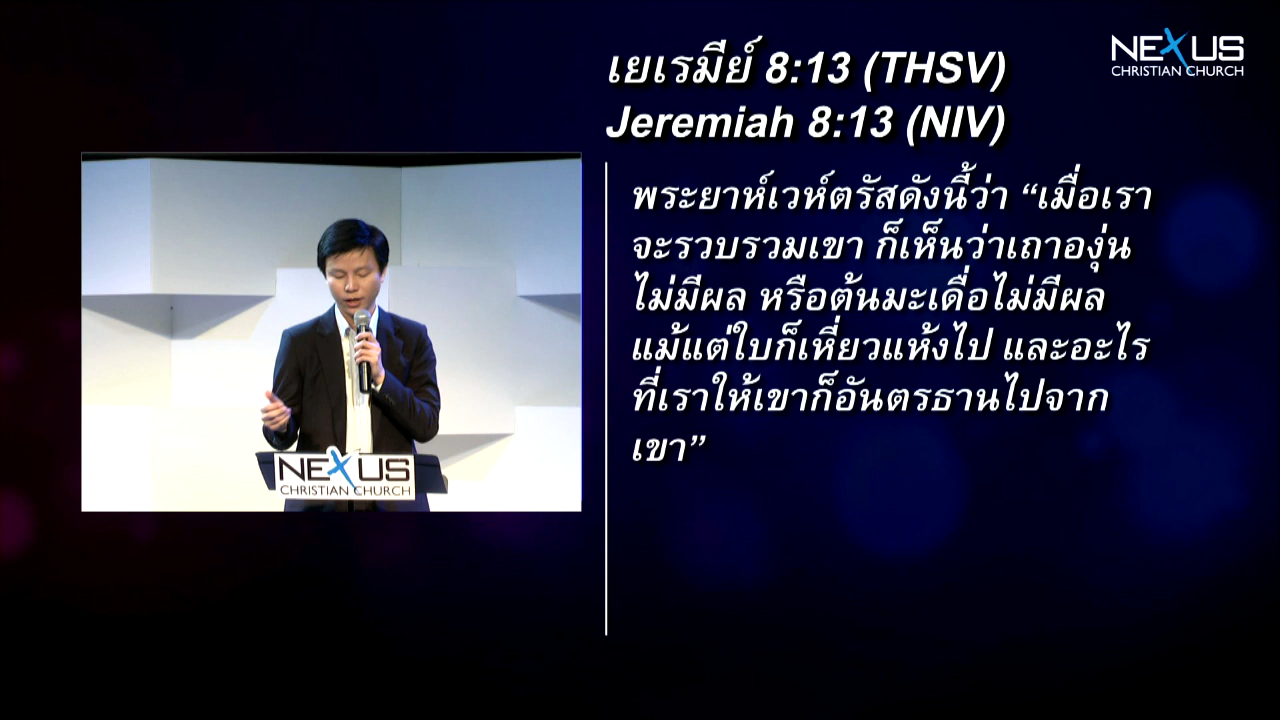 NEXUS
CHRISTIAN CHURCH
เยเรมีย์ 8:13 (THSV)
Jeremiah 8:13 (NIV)
พระยาห์เวห์ตรัสดังนี้ว่า “เมื่อเรา
จะรวบรวมเขา ก็เห็นว่าเถาองุ่น
ไม่มีผล หรือต้นมะเดื่อไม่มีผล
แม้แต่ใบก็เหี่ยวแห้งไป และอะไร
ที่เราให้เขาก็อันตรธานไปจาก
เขา”
NEXUS
CHRISTIAN CHURCH